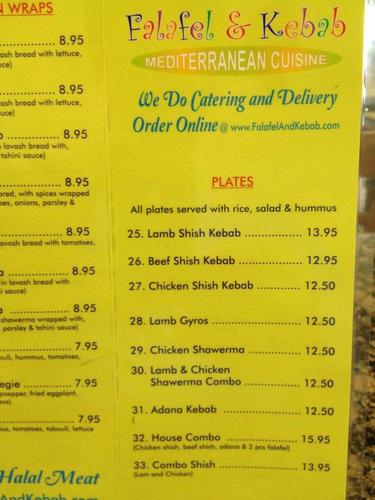 N WRAPS
8.95
ash bread with lettuce,
uce)
8.95
ash bread with lettuce,
uce)
8.95
lavash bread with,
tahini sauce)
8.95
ored, with spices wrapped
oes, onions, parsley &
8.95
avash bread with tomatoes,
8.95
in lavash bread with
i sauce)
8.95
shawerma wrapped with,
parsley & tahini sauce)
7.95
ouli, hummus, tomatoes,
egie 7.95
poepper, fried eggplant,
ese)
7.95
us, tomatoes, tabouli, lettuce
Halal Meat
AndKebab.com
Falafel & Kebab
MEDITERRANEAN CUISINE
We Do Catering and Delivery
Order Online @ www.FalafelAndKebab.com
PLATES
All plates served with rice, salad & hummus
25. Lamb Shish Kebab .................. 13.95
26. Beef Shish Kebab .................... 12.95
27. Chicken Shish Kebab ............... 12.50
28. Lamb Gyros ............................ 12.50
29. Chicken Shawerma ................. 12.50
30. Lamb & Chicken
Shawerma Combo ................. 12.50
31. Adana Kebab ......................... 12.50
(
32. House Combo ........................ 15.95
(Chicken shish, beef shish, adana & 2 pcs falafel)
33. Combo Shish .......................... 13.95
(Lam and Chicken)